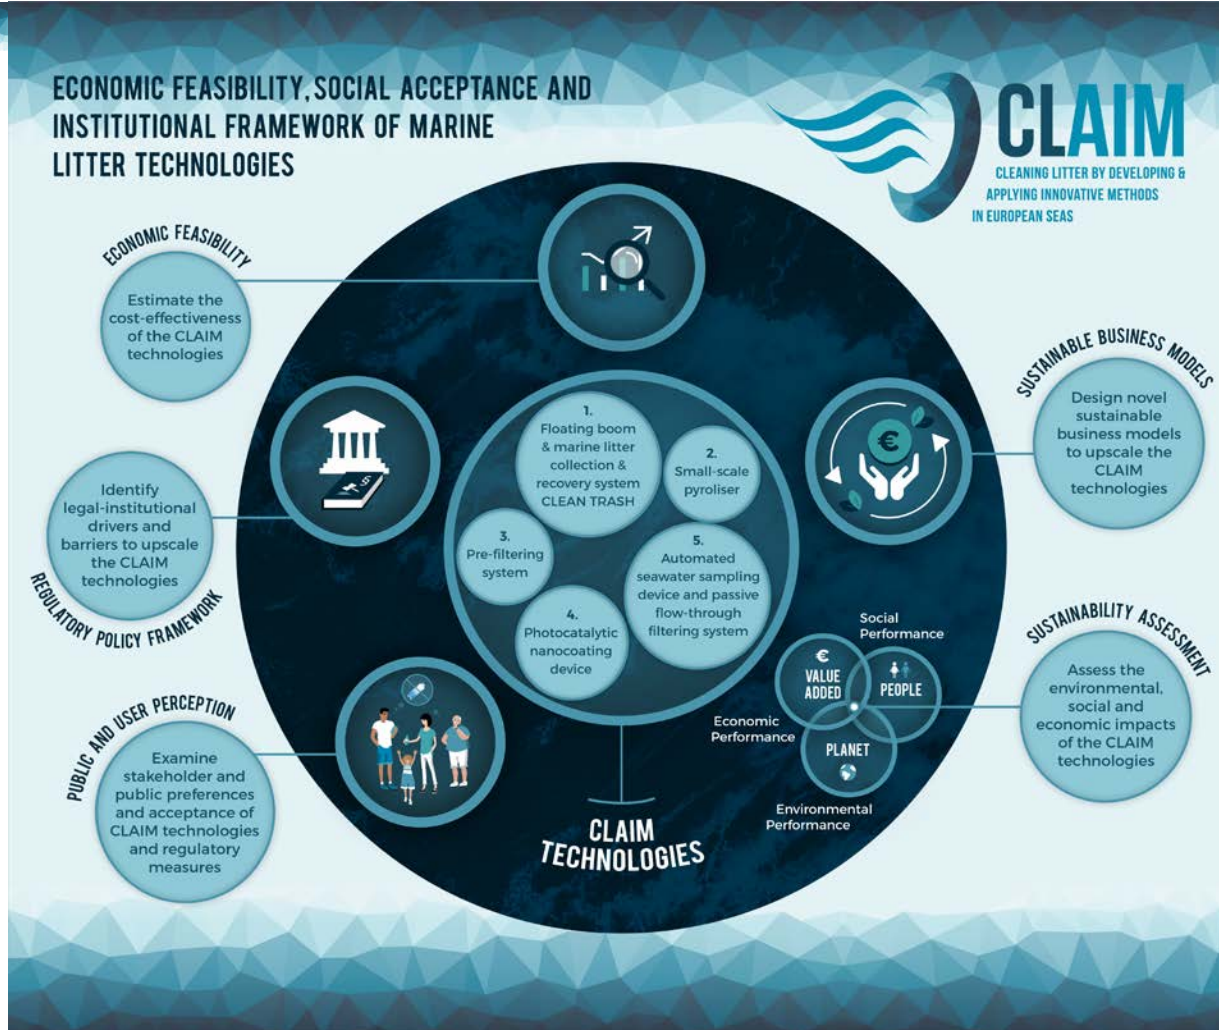 ECONOMIC FEASIBILITY, SOCIAL ACCEPTANCE AND
INSTITUTIONAL FRAMEWORK OF MARINE
LITTER TECHNOLOGIES
CLAIM
CLEANING LITTER BY DEVELOPING &
APPLYING INNOVATIVE METHODS
IN EUROPEAN SEAS
ECONOMIC FEASIBILITY
Estimate the
cost-effectiveness
of the CLAIM
technologies
Identify
legal-institutional
drivers and
barriers to upscale
the CLAIM
technologies
REGULATORY POLICY FRAMEWORK
PUBLIC AND USER PERCEPTION
Examine
stakeholder and
public preferences
and acceptance of
CLAIM technologies
and regulatory
measures
1.
Floating boom
& marine litter
collection &
recovery system
CLEAN TRASH
2.
Small-scale
pyroliser
3.
Pre-filtering
system
4.
Photocatalytic
nanocoating
device
5.
Automated
seawater sampling
device and passive
flow-through
filtering system
CLAIM
TECHNOLOGIES
€
SUSTAINABLE BUSINESS MODELS
Design novel
sustainable
business models
to upscale the
CLAIM
technologies
Social
Performance
€
VALUE
ADDED
PEOPLE
Economic
Performance
PLANET
Environmental
Performance
SUSTAINABILITY ASSESSMENT
Assess the
environmental,
social and
economic impacts
of the CLAIM
technologies